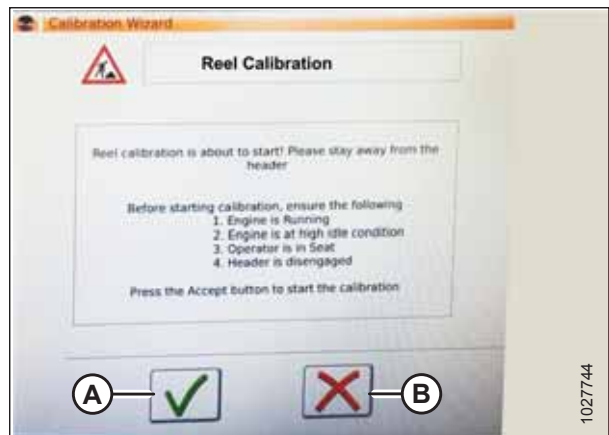 Calibration Wizard
Reel Calibration
Reel calibration is about to start! Please stay away from the
header
Before starting calibration, ensure the following
1. Engine is Running
2. Engine is at high idle condition
3. Operator is in Seat
4. Header is disengaged
Press the Accept button to start the calibration
A
B
1027744